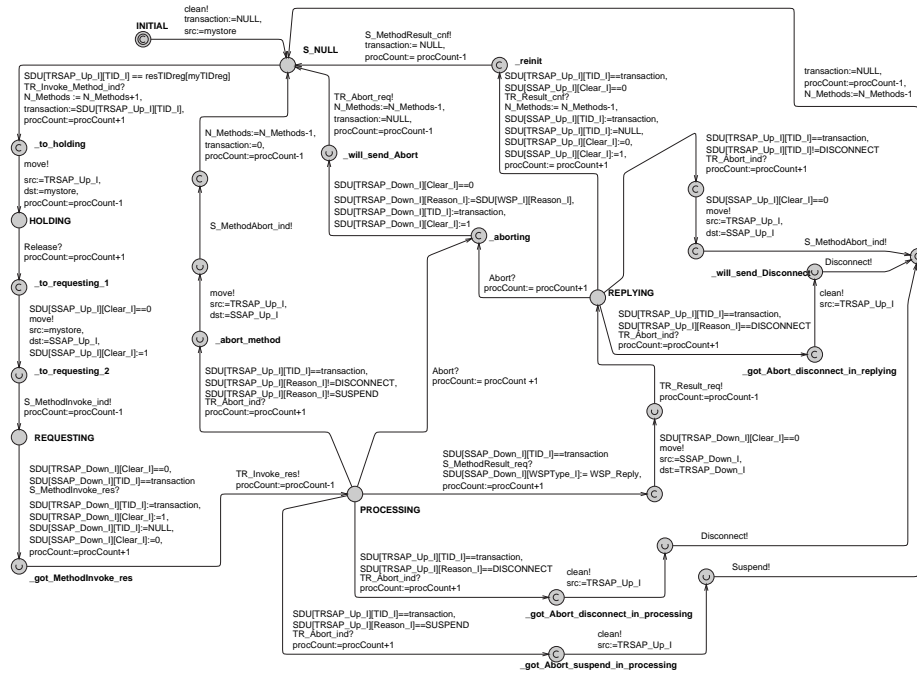 clean!
transaction:=NULL,
src:=mystore
INITIAL
S_NULL
S_MethodResult_cnf!
transaction:= NULL,
procCount:= procCount-1
_reinit
transaction:=NULL,
procCount:=procCount-1,
N_Methods:=N_Methods-1
SDU[TRSAP_Up_I][TID_I] == resTIDreg[myTIDreg]
TR_Invoke_Method_ind?
N_Methods := N_Methods+1,
transaction:=SDU[TRSAP_Up_I][TID_I],
procCount:=procCount+1
_to_holding
move!
src:=TRSAP_Up_I,
dst:=mystore,
procCount:=procCount-1
HOLDING
Release?
procCount:=procCount+1
_to_requesting_1
SDU[SSAP_Up_I][Clear_I]==0
move!
src:=mystore,
dst:=SSAP_Up_I,
SDU[SSAP_Up_I][Clear_I]:=1
_to_requesting_2
S_MethodInvoke_ind!
procCount:=procCount-1
REQUESTING
SDU[TRSAP_Down_I][Clear_I]==0,
SDU[SSAP_Down_I][TID_I]==transaction
S_MethodInvoke_res?
SDU[TRSAP_Down_I][TID_I]:=transaction,
SDU[TRSAP_Down_I][Clear_I]:=1,
SDU[SSAP_Down_I][TID_I]:=NULL,
SDU[SSAP_Down_I][Clear_I]:=0,
procCount:=procCount+1
_got_MethodInvoke_res
N_Methods:=N_Methods-1,
transaction:=0,
procCount:=procCount-1
S_MethodAbort_ind!
move!
src:=TRSAP_Up_I,
dst:=SSAP_Up_I
_abort_method
SDU[TRSAP_Up_I][TID_I]==transaction,
SDU[TRSAP_Up_I][Reason_I]!=DISCONNECT,
SDU[TRSAP_Up_I][Reason_I]!=SUSPEND
TR_Abort_ind?
procCount:=procCount+1
TR_Invoke_res!
procCount:=procCount-1
PROCESSING
TR_Abort_req!
N_Methods:=N_Methods-1,
transaction:=NULL,
procCount:=procCount-1
_will_send_Abort
SDU[TRSAP_Down_I][Clear_I]==0
SDU[TRSAP_Down_I][Reason_I]:=SDU[WSP_I][Reason_I],
SDU[TRSAP_Down_I][TID_I]:=transaction,
SDU[TRSAP_Down_I][Clear_I]:=1
_aborting
Abort?
procCount:= procCount+1
Abort?
procCount:= procCount +1
SDU[TRSAP_Up_I][TID_I]==transaction,
SDU[SSAP_Up_I][Clear_I]==0
TR_Result_cnf?
N_Methods:= N_Methods-1,
SDU[SSAP_Up_I][TID_I]:=transaction,
SDU[TRSAP_Up_I][TID_I]:=NULL,
SDU[TRSAP_Up_I][Clear_I]:=0,
SDU[SSAP_Up_I][Clear_I]:=1,
procCount:= procCount+1
REPLYING
SDU[TRSAP_Up_I][TID_I]==transaction,
SDU[TRSAP_Up_I][TID_I]!=DISCONNECT
TR_Abort_ind?
procCount:=procCount+1
SDU[SSAP_Up_I][Clear_I]==0
move!
src:=TRSAP_Up_I,
dst:=SSAP_Up_I
S_MethodAbort_ind!
Disconnect!
_will_send_Disconnect
clean!
src:=TRSAP_Up_I
SDU[TRSAP_Up_I][TID_I]==transaction,
SDU[TRSAP_Up_I][Reason_I]==DISCONNECT
TR_Abort_ind?
procCount:=procCount+1
_got_Abort_disconnect_in_replying
TR_Result_req!
procCount:=procCount-1
SDU[TRSAP_Down_I][Clear_I]==0
move!
src:=SSAP_Down_I,
dst:=TRSAP_Down_I
SDU[SSAP_Down_I][TID_I]==transaction
S_MethodResult_req?
SDU[SSAP_Down_I][WSPType_I]:= WSP_Reply,
procCount:=procCount+1
SDU[TRSAP_Up_I][TID_I]==transaction,
SDU[TRSAP_Up_I][Reason_I]==DISCONNECT
TR_Abort_ind?
procCount:=procCount+1
clean!
src:=TRSAP_Up_I
_got_Abort_disconnect_in_processing
Disconnect!
Suspend!
SDU[TRSAP_Up_I][TID_I]==transaction,
SDU[TRSAP_Up_I][Reason_I]==SUSPEND
TR_Abort_ind?
procCount:=procCount+1
clean!
src:=TRSAP_Up_I
_got_Abort_suspend_in_processing